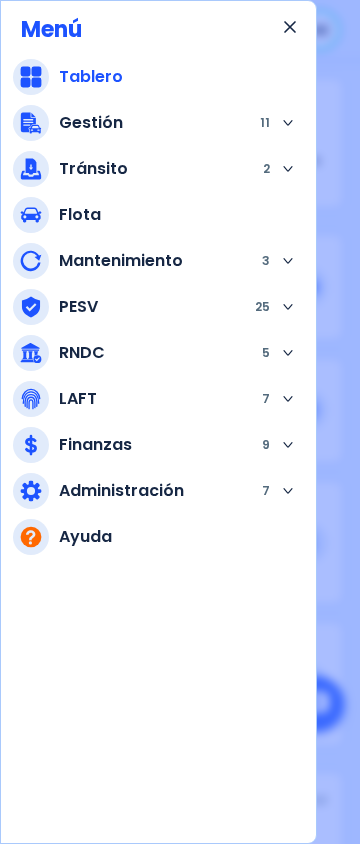 Menú
Tablero
Gestión 11
Tránsito 2
Flota
Mantenimiento 3
PESV 25
RNDC 5
LAFT 7
Finanzas 9
Administración 7
Ayuda